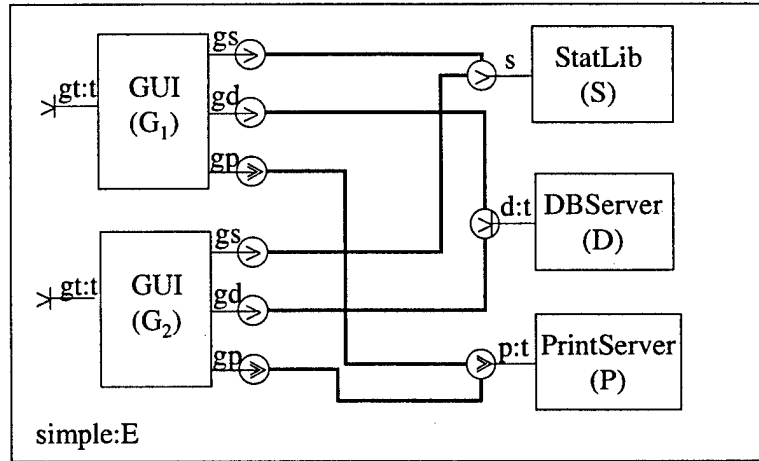 gs
StatLib
(S)
s
gt:t
GUI
(G₁)
gd
gp
d:t
DBServer
(D)
gs
gt:t
GUI
(G₂)
gd
gp
p:t
PrintServer
(P)
simple:E